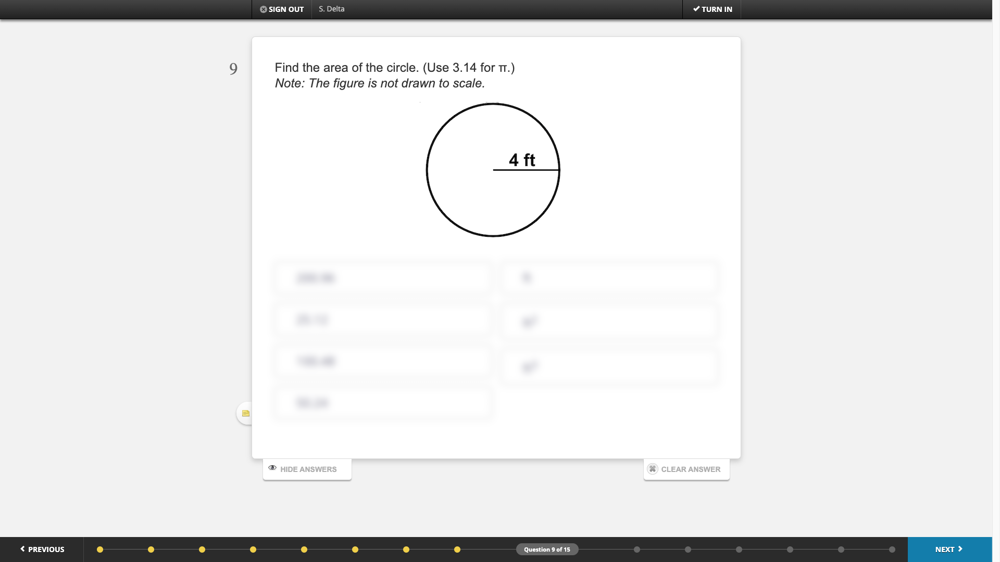 SIGN OUT
S. Delta
TURN IN
9
Find the area of the circle. (Use 3.14 for π.)
Note: The figure is not drawn to scale.
4 ft
HIDE ANSWERS
CLEAR ANSWER
PREVIOUS
Question 9 of 15
NEXT